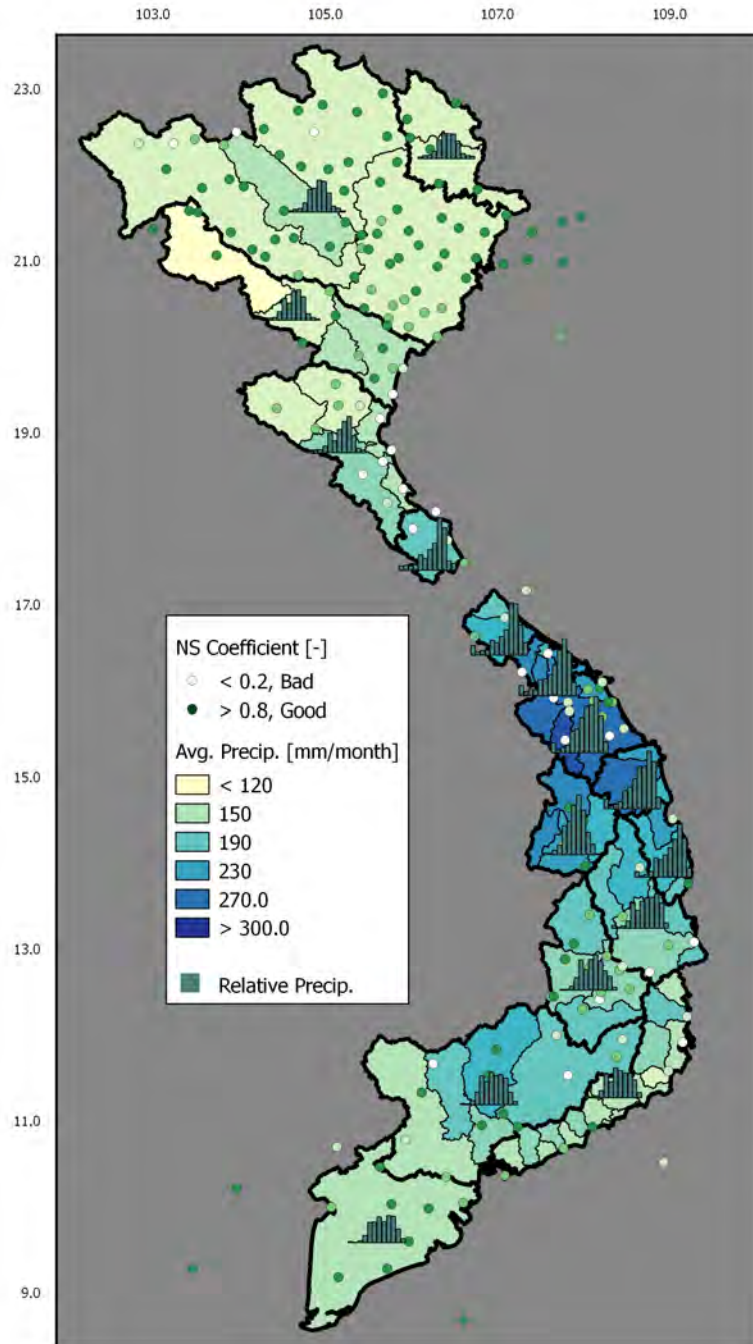 103.0 105.0 107.0 109.0
23.0
21.0
19.0
17.0
NS Coefficient [-]
< 0.2, Bad
> 0.8, Good
Avg. Precip. [mm/month]
< 120
150
190
230
270.0
> 300.0
Relative Precip.
15.0
13.0
11.0
9.0